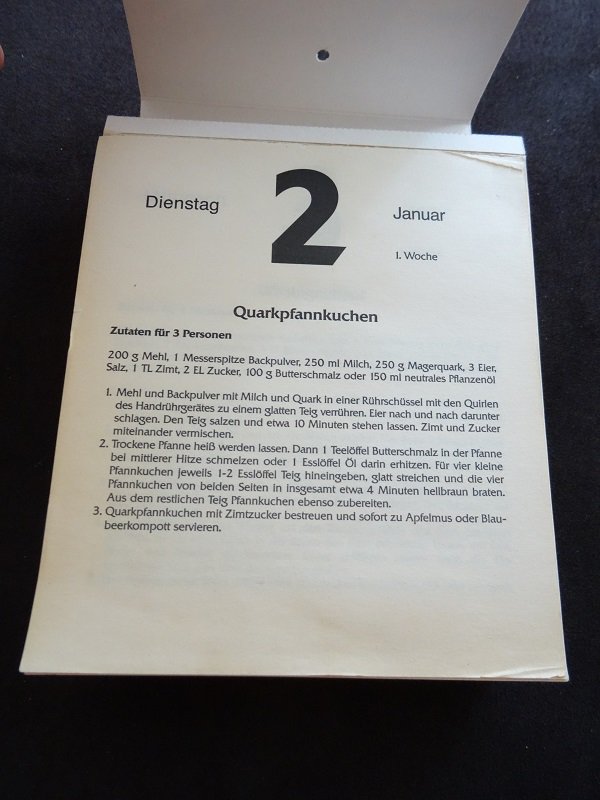 Dienstag
2
Januar
1. Woche
Quarkpfannkuchen
Zutaten für 3 Personen
200 g Mehl, 1 Messerspitze Backpulver, 250 ml Milch, 250 g Magerquark, 3 Eier,
Salz, 1 TL Zimt, 2 EL Zucker, 100 g Butterschmalz oder 150 ml neutrales Pflanzenöl
1. Mehl und Backpulver mit Milch und Quark in einer Rührschüssel mit den Quirlen
des Handrührgerätes zu einem glatten Teig verrühren. Eier nach und nach darunter
schlagen. Den Teig salzen und etwa 10 Minuten stehen lassen. Zimt und Zucker
miteinander vermischen.
2. Trockene Pfanne heiß werden lassen. Dann 1 Teelöffel Butterschmalz in der Pfanne
bei mittlerer Hitze schmelzen oder 1 Esslöffel Öl darin erhitzen. Für vier kleine
Pfannkuchen jeweils 1-2 Esslöffel Teig hineingeben, glatt streichen und die vier
Pfannkuchen von beiden Seiten in insgesamt etwa 4 Minuten hellbraun braten.
Aus dem restlichen Teig Pfannkuchen ebenso zubereiten.
3. Quarkpfannkuchen mit Zimtzucker bestreuen und sofort zu Apfelmus oder Blau-
beerkompott servieren.